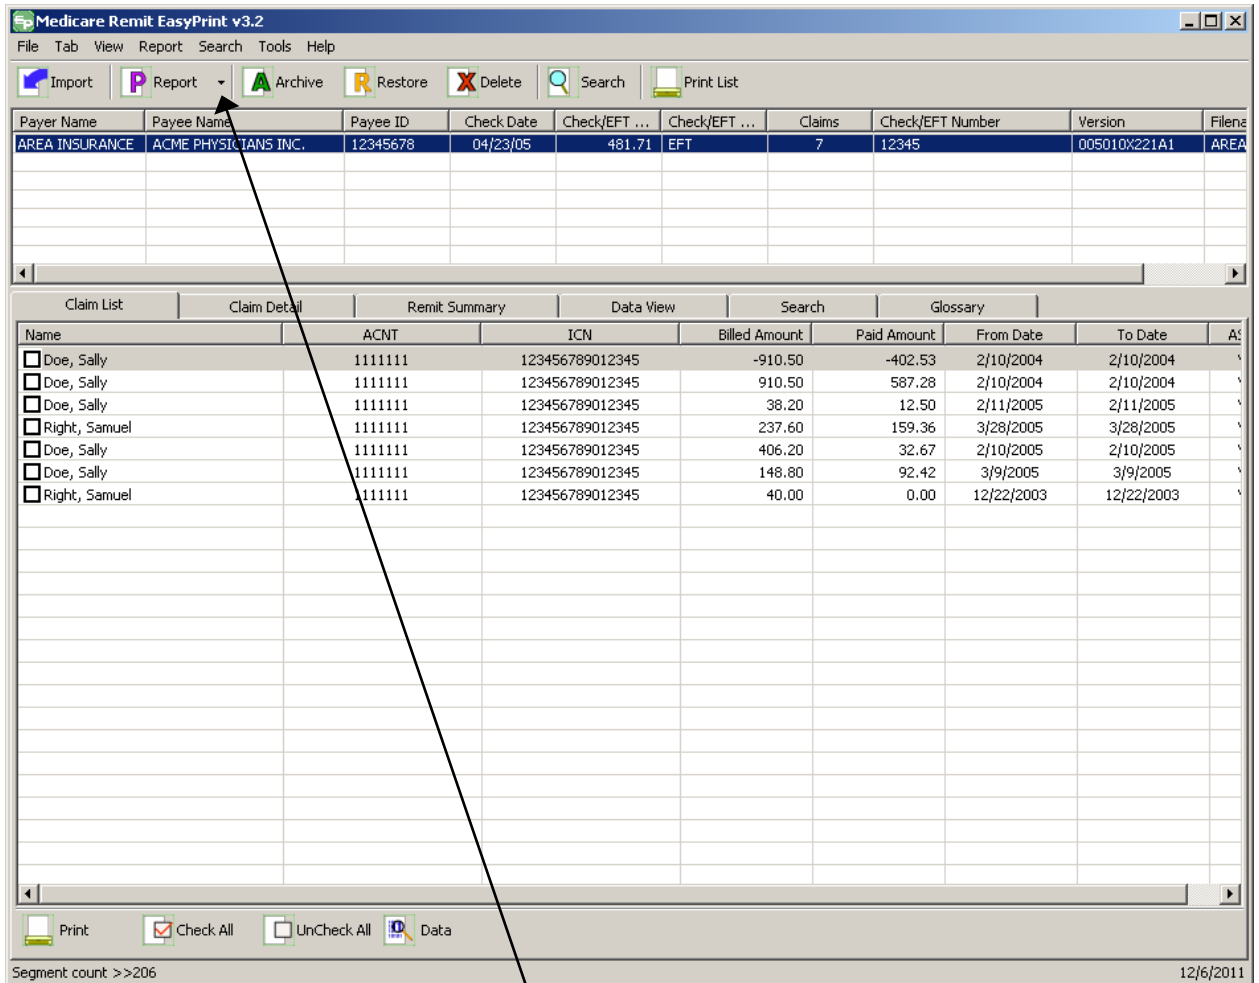 Medicare Remit EasyPrint v3.2
File Tab View Report Search Tools Help
Import Report Archive Restore Delete Search Print List
Payer Name Payee Name Payee ID Check Date Check/EFT ... Check/EFT ... Claims Check/EFT Number Version Filena
AREA INSURANCE ACME PHYSICIANS INC. 12345678 04/23/05 481.71 EFT 7 12345 005010X221A1 AREA
Claim List Claim Detail Remit Summary Data View Search Glossary
Name ACNT ICN Billed Amount Paid Amount From Date To Date AS
Doe, Sally 1111111 123456789012345 -910.50 -402.53 2/10/2004 2/10/2004
Doe, Sally 1111111 123456789012345 910.50 587.28 2/10/2004 2/10/2004
Doe, Sally 1111111 123456789012345 38.20 12.50 2/11/2005 2/11/2005
Right, Samuel 1111111 123456789012345 237.60 159.36 3/28/2005 3/28/2005
Doe, Sally 1111111 123456789012345 406.20 32.67 2/10/2005 2/10/2005
Doe, Sally 1111111 123456789012345 148.80 92.42 3/9/2005 3/9/2005
Right, Samuel 1111111 123456789012345 40.00 0.00 12/22/2003 12/22/2003
Print Check All UnCheck All Data
Segment count >>206 12/6/2011